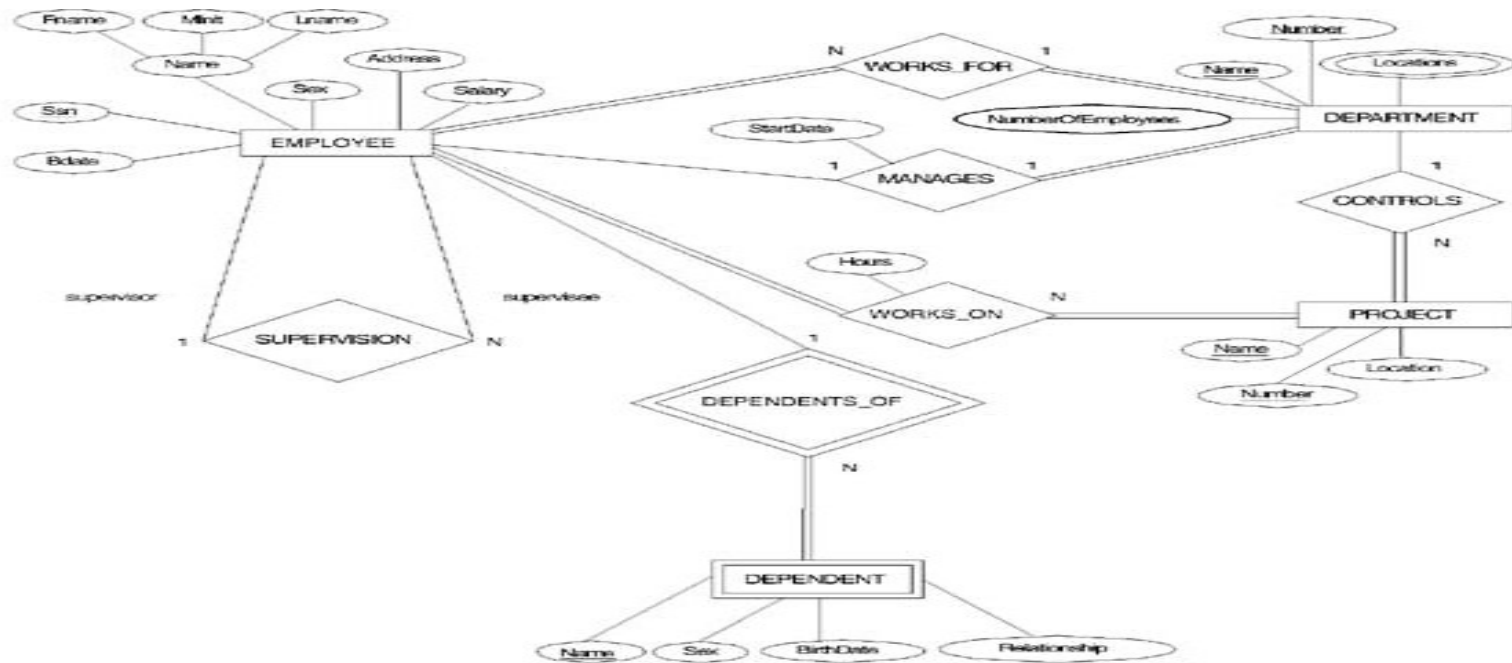 Fname
Minit
Lname
Name
Address
Sex
Salary
Ssn
EMPLOYEE
Bdate
N
WORKS_FOR
1
Number
Name
Locations
NumberOfEmployees
DEPARTMENT
StartDate
1
MANAGES
1
1
CONTROLS
N
supervisor
supervisee
1
SUPERVISION
N
Hours
WORKS_ON
N
PROJECT
Name
Number
Location
1
DEPENDENTS_OF
N
DEPENDENT
Name
Sex
BirthDate
Relationship